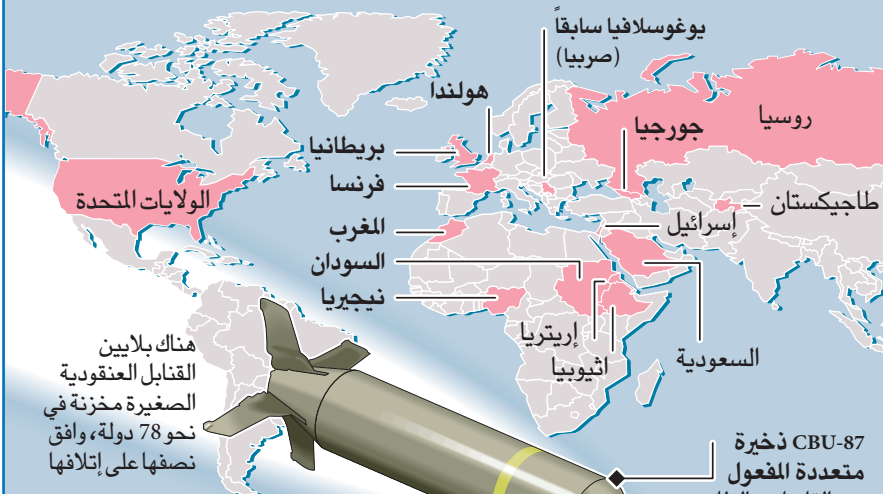 يوغوسلافيا سابقاً
(صربيا)
هولندا
روسيا
جورجيا
بريطانيا
فرنسا
الولايات المتحدة
طاجيكستان
إسرائيل
المغرب
السودان
نيجيريا
إريتريا
اثيوبيا
السعودية
هناك بلايين
القنابل العنقودية
الصغيرة مخزنة في
نحو 78 دولة، وافق
نصفها على إتلافها
CBU-87 ذخيرة
متعددة المفعول